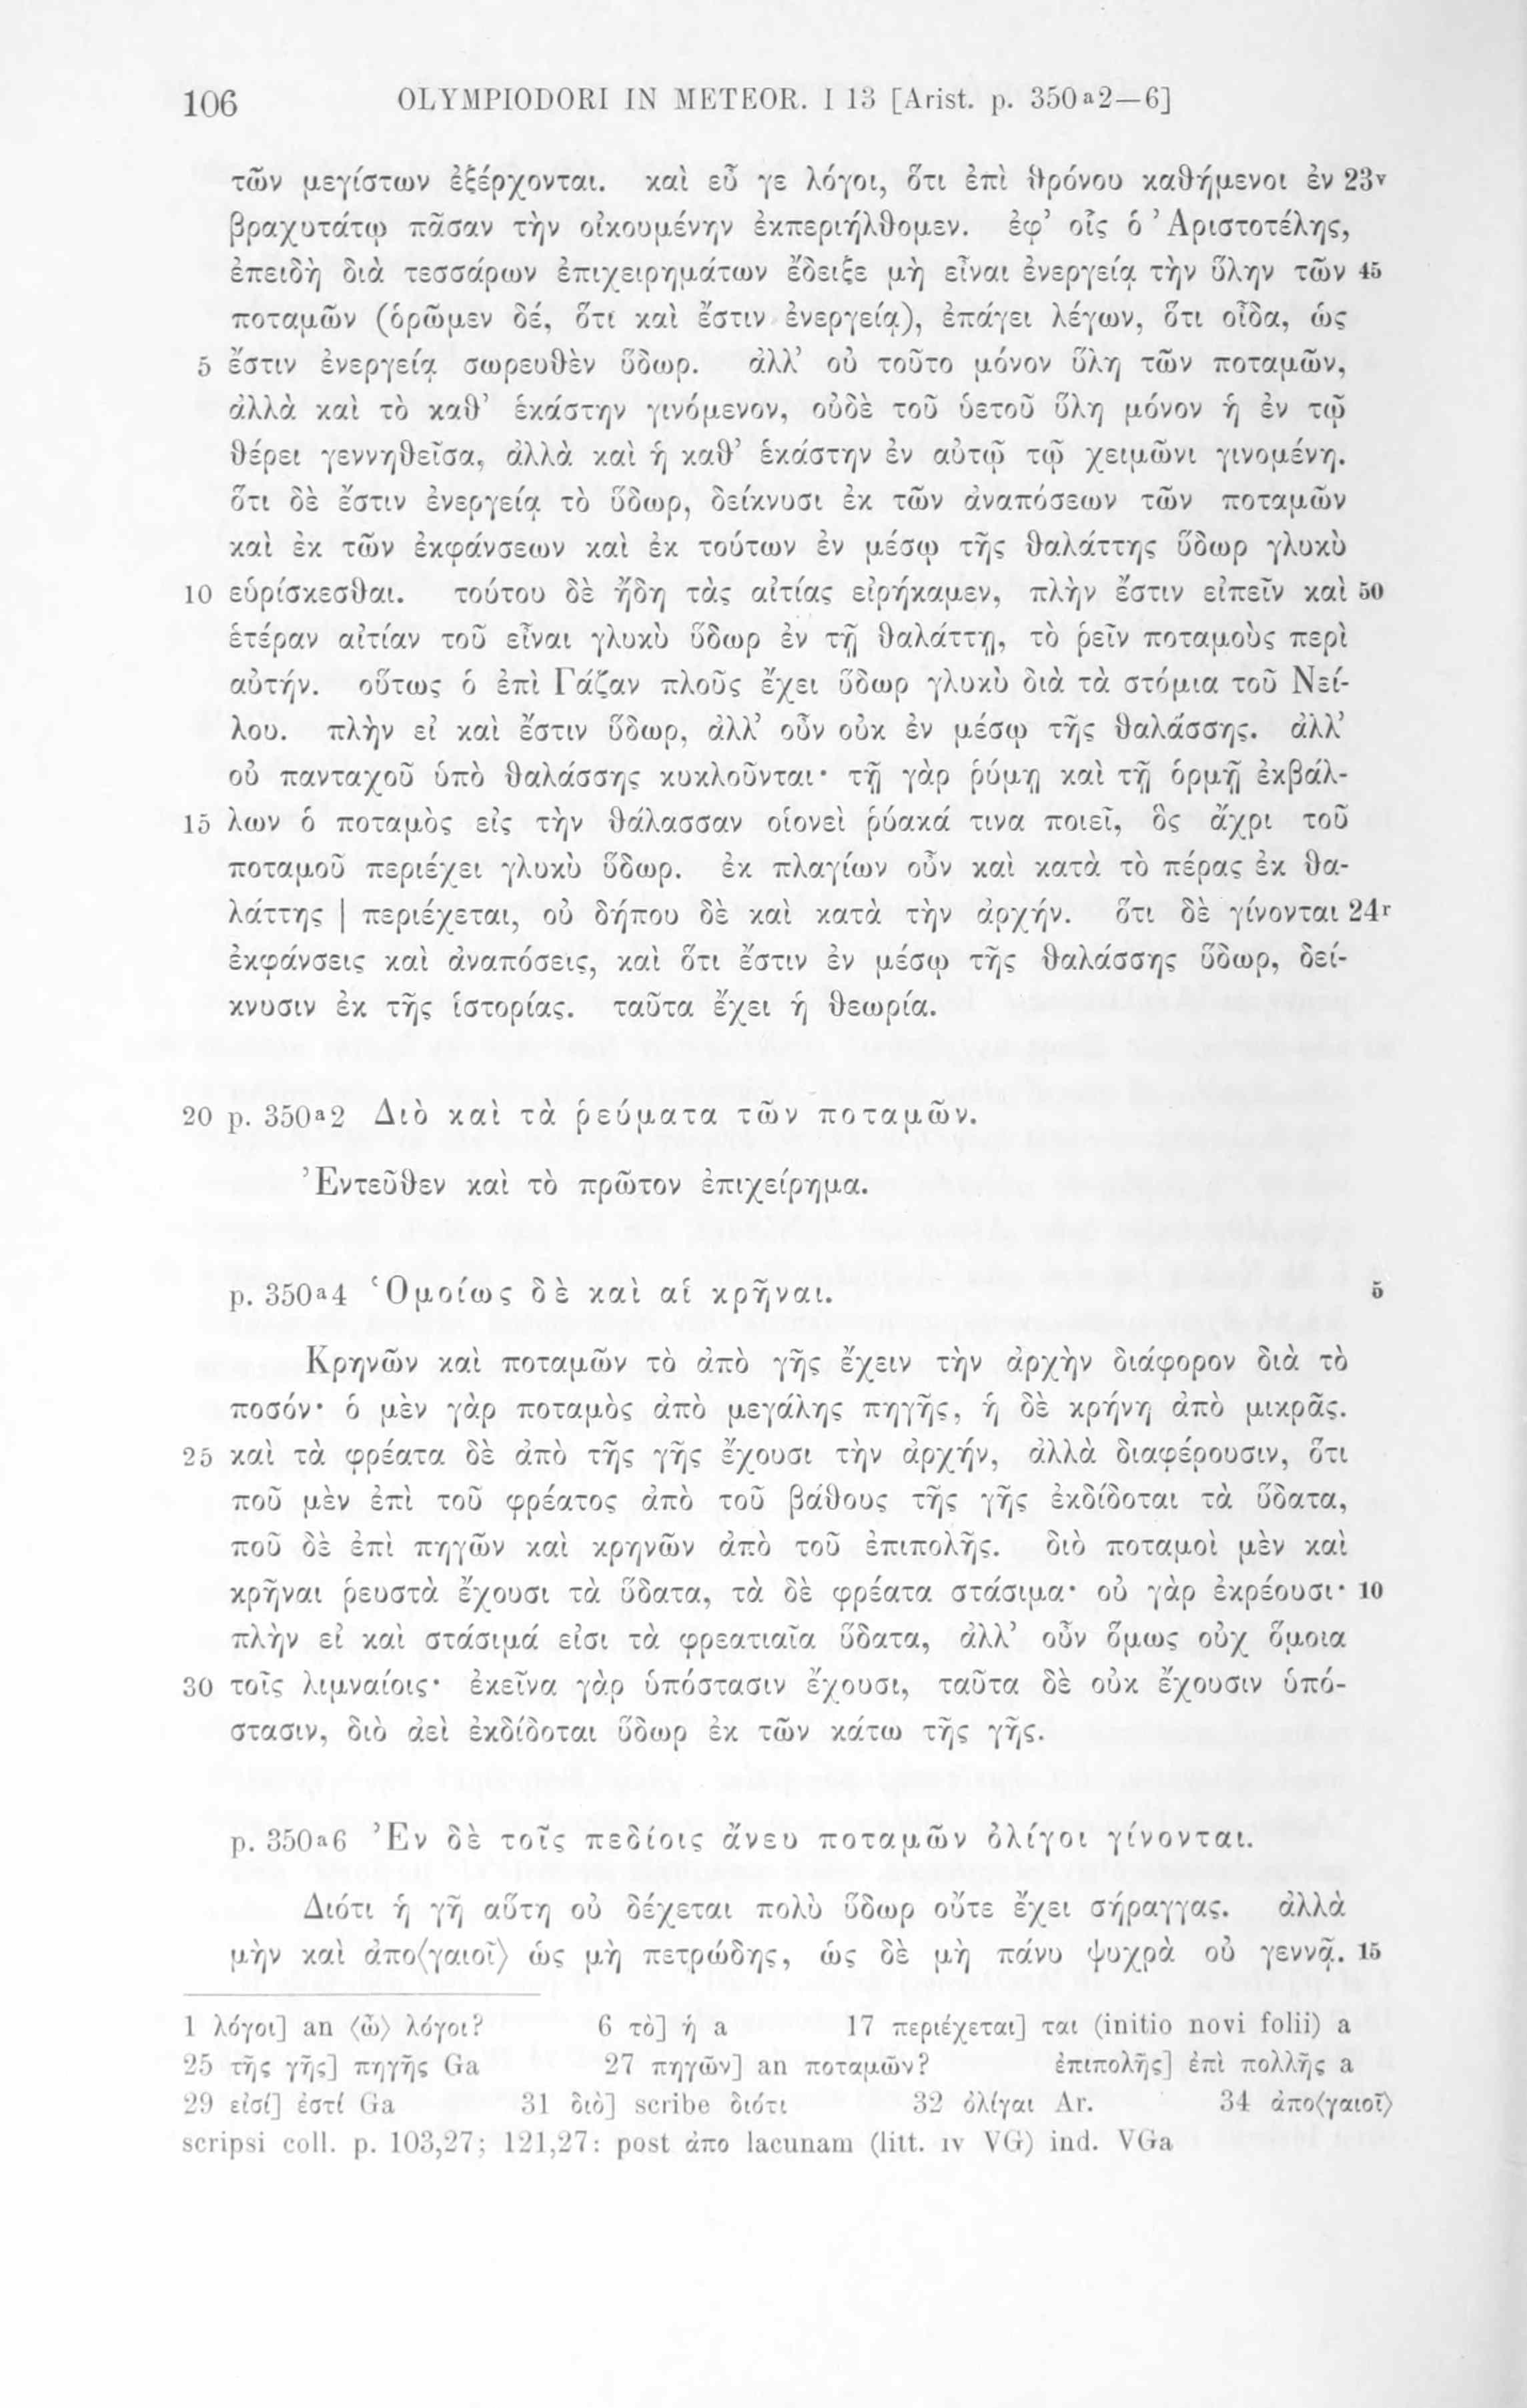 106 OLYMPIODORI IN METEOR. I 13 [Arist. p. 350ᵃ2—6]
τῶν μεγίστων ἐξέρχονται. καὶ εὖ γε λόγοι, ὅτι ἐπὶ θρόνου καθήμενοι ἐν 23ᵛ
βραχυτάτῳ πᾶσαν τὴν οἰκουμένην ἐκπεριήλθομεν. ἐφ’ οἷς ὁ Ἀριστοτέλης,
ἐπειδὴ διὰ τεσσάρων ἐπιχειρημάτων ἔδειξε μὴ εἶναι ἐνεργείᾳ τὴν ὕλην τῶν 45
ποταμῶν (ὁρῶμεν δέ, ὅτι καὶ ἔστιν ἐνεργείᾳ), ἐπάγει λέγων, ὅτι οἶδα, ὡς
5 ἔστιν ἐνεργείᾳ σωρευθὲν ὕδωρ. ἀλλ’ οὐ τοῦτο μόνον ὕλη τῶν ποταμῶν,
ἀλλὰ καὶ τὸ καθ’ ἑκάστην γινόμενον, οὐδὲ τοῦ ὑετοῦ ὕλη μόνον ἡ ἐν τῷ
θέρει γεννηθεῖσα, ἀλλὰ καὶ ἡ καθ’ ἑκάστην ἐν αὐτῷ τῷ χειμῶνι γινομένη.
ὅτι δὲ ἔστιν ἐνεργείᾳ τὸ ὕδωρ, δείκνυσι ἐκ τῶν ἀναπόσεων τῶν ποταμῶν
καὶ ἐκ τῶν ἐκφάνσεων καὶ ἐκ τούτων ἐν μέσῳ τῆς θαλάττης ὕδωρ γλυκὺ
10 εὑρίσκεσθαι. τούτου δὲ ἤδη τὰς αἰτίας εἰρήκαμεν, πλὴν ἔστιν εἰπεῖν καὶ 50
ἑτέραν αἰτίαν τοῦ εἶναι γλυκὺ ὕδωρ ἐν τῇ θαλάττῃ, τὸ ῥεῖν ποταμοὺς περὶ
αὐτήν. οὕτως ὁ ἐπὶ Γάζαν πλοῦς ἔχει ὕδωρ γλυκὺ διὰ τὰ στόμια τοῦ Νεί-
λου. πλὴν εἰ καὶ ἔστιν ὕδωρ, ἀλλ’ οὖν οὐκ ἐν μέσῳ τῆς θαλάσσης. ἀλλ’
οὐ πανταχοῦ ὑπὸ θαλάσσης κυκλοῦνται· τῇ γὰρ ῥύμῃ καὶ τῇ ὁρμῇ ἐκβάλ-
15 λων ὁ ποταμὸς εἰς τὴν θάλασσαν οἱονεὶ ῥύακά τινα ποιεῖ, ὃς ἄχρι τοῦ
ποταμοῦ περιέχει γλυκὺ ὕδωρ. ἐκ πλαγίων οὖν καὶ κατὰ τὸ πέρας ἐκ θα-
λάττης | περιέχεται, οὐ δήπου δὲ καὶ κατὰ τὴν ἀρχήν. ὅτι δὲ γίνονται 24ʳ
ἐκφάνσεις καὶ ἀναπόσεις, καὶ ὅτι ἔστιν ἐν μέσῳ τῆς θαλάσσης ὕδωρ, δεί-
κνυσιν ἐκ τῆς ἱστορίας. ταῦτα ἔχει ἡ θεωρία.
20 p. 350ᵃ2 Διὸ καὶ τὰ ῥεύματα τῶν ποταμῶν.
Ἐντεῦθεν καὶ τὸ πρῶτον ἐπιχείρημα.
p. 350ᵃ4 Ὁμοίως δὲ καὶ αἱ κρῆναι. 5
Κρηνῶν καὶ ποταμῶν τὸ ἀπὸ γῆς ἔχειν τὴν ἀρχὴν διάφορον διὰ τὸ
ποσόν· ὁ μὲν γὰρ ποταμὸς ἀπὸ μεγάλης πηγῆς, ἡ δὲ κρήνη ἀπὸ μικρᾶς.
25 καὶ τὰ φρέατα δὲ ἀπὸ τῆς γῆς ἔχουσι τὴν ἀρχήν, ἀλλὰ διαφέρουσιν, ὅτι
ποῦ μὲν ἐπὶ τοῦ φρέατος ἀπὸ τοῦ βάθους τῆς γῆς ἐκδίδοται τὰ ὕδατα,
ποῦ δὲ ἐπὶ πηγῶν καὶ κρηνῶν ἀπὸ τοῦ ἐπιπολῆς. διὸ ποταμοὶ μὲν καὶ
κρῆναι ῥευστὰ ἔχουσι τὰ ὕδατα, τὰ δὲ φρέατα στάσιμα· οὐ γὰρ ἐκρέουσι· 10
πλὴν εἰ καὶ στάσιμά εἰσι τὰ φρεατιαῖα ὕδατα, ἀλλ’ οὖν ὅμως οὐχ ὅμοια
30 τοῖς λιμναίοις· ἐκεῖνα γὰρ ὑπόστασιν ἔχουσι, ταῦτα δὲ οὐκ ἔχουσιν ὑπό-
στασιν, διὸ ἀεὶ ἐκδίδοται ὕδωρ ἐκ τῶν κάτω τῆς γῆς.
p. 350ᵃ6 Ἐν δὲ τοῖς πεδίοις ἄνευ ποταμῶν ὀλίγοι γίνονται.
Διότι ἡ γῆ αὕτη οὐ δέχεται πολὺ ὕδωρ οὔτε ἔχει σήραγγας. ἀλλὰ
μὴν καὶ ἀπο⟨γαιοῖ⟩ ὡς μὴ πετρώδης, ὡς δὲ μὴ πάνυ ψυχρὰ οὐ γεννᾷ. 15
1 λόγοι] an ⟨ὦ⟩ λόγοι? 6 τὸ] ἡ a 17 περιέχεται] ται (initio novi folii) a
25 τῆς γῆς] πηγῆς Ga 27 πηγῶν] an ποταμῶν? ἐπιπολῆς] ἐπὶ πολλῆς a
29 εἰσί] ἐστί Ga 31 διὸ] scribe διότι 32 ὀλίγαι Ar. 34 ἀπο⟨γαιοῖ⟩
scripsi coll. p. 103,27; 121,27: post ἀπο lacunam (litt. IV VG) ind. VGa